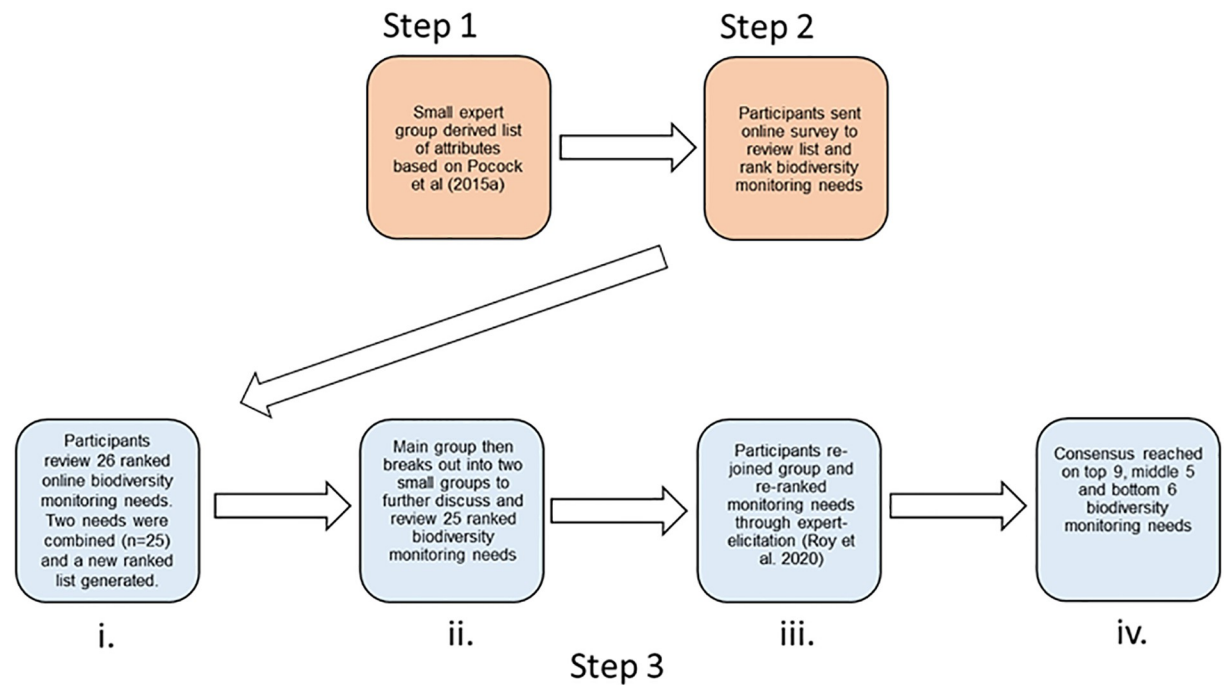 Step 1
Small expert
group derived list
of attributes
based on Pocock
et al (2015a)
Step 2
Participants sent
online survey to
review list and
rank biodiversity
monitoring needs
Participants
review 26 ranked
online biodiversity
monitoring needs.
Two needs were
combined (n=25)
and a new ranked
list generated.
i.
Main group then
breaks out into two
small groups to
further discuss and
review 25 ranked
biodiversity
monitoring needs
ii.
Participants re-
joined group and
re-ranked
monitoring needs
through expert-
elicitation (Roy et
al. 2020)
iii.
Consensus reached
on top 9, middle 5
and bottom 6
biodiversity
monitoring needs
iv.
Step 3